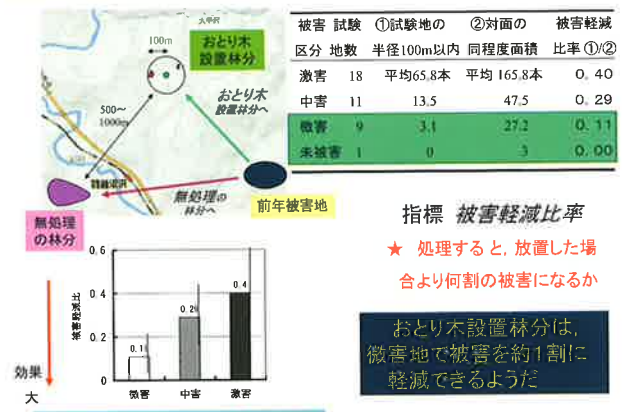 100m
おとり木
設置林分
おとり木
設置林分へ
500～
1000m
無処理の
林分へ
前年被害地
無処理
の林分
被害 試験 ①試験地の ②対面の 被害軽減
区分 地数 半径100m以内 同程度面積 比率 ①/②
激害 18 平均65.8本 平均 165.8本 0.40
中害 11 13.5 47.5 0.29
微害 9 3.1 27.2 0.11
未被害 1 0 3 0.00
指標 被害軽減比率
★ 処理すると, 放置した場
合より何割の被害になるか
おとり木設置林分は,
微害地で被害を約1割に
軽減できるようだ
被害軽減比
0.6
0.4
0.2
0
0.11
0.29
0.4
微害 中害 激害
効果
大